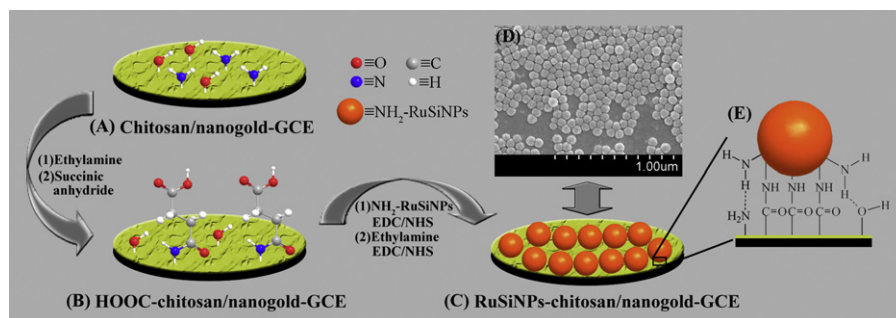 (A) Chitosan/nanogold-GCE
≡O
≡C
≡N
≡H
≡NH₂-RuSiNPs
(D)
1.00um
(E)
(1)Ethylamine
(2)Succinic
anhydride
(B) HOOC-chitosan/nanogold-GCE
(1)NH₂-RuSiNPs
EDC/NHS
(2)Ethylamine
EDC/NHS
(C) RuSiNPs-chitosan/nanogold-GCE
H-N
N-H
H
H
NH NH NH
H₂N
C=O C=O C=O
O-H